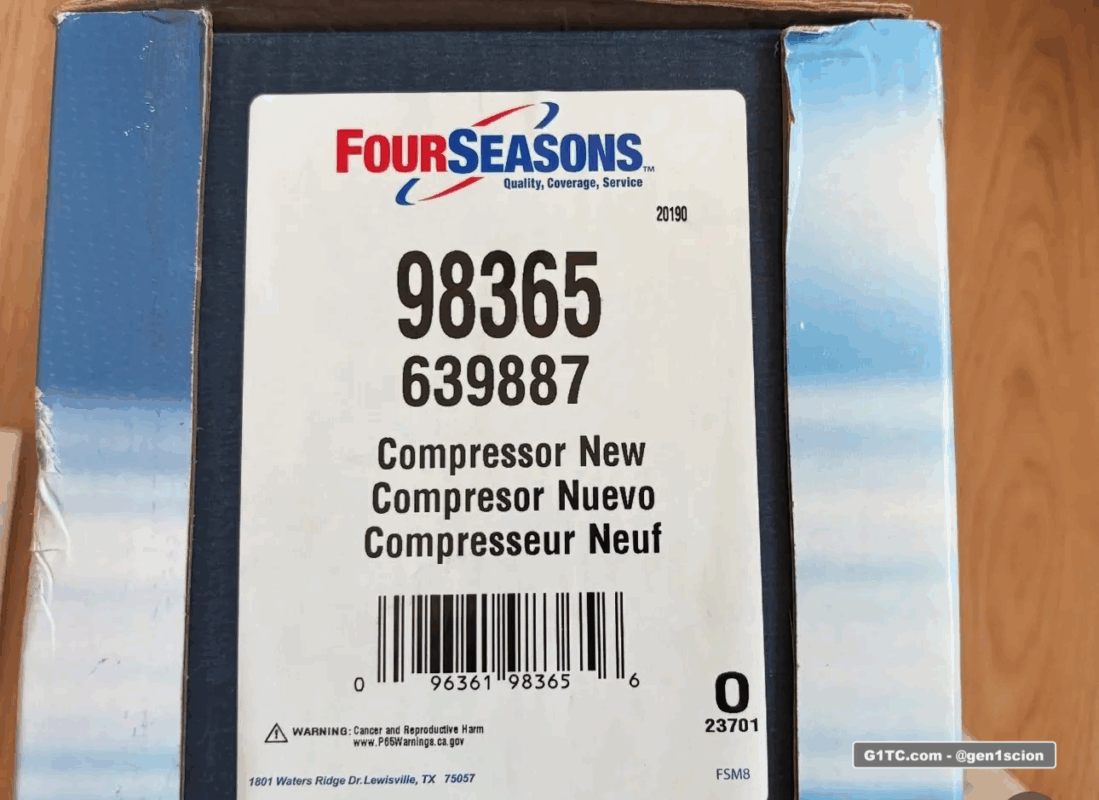 FOURSEASONS™
Quality, Coverage, Service
20190
98365
639887
Compressor New
Compresor Nuevo
Compresseur Neuf
0 96361 98365 6
0
23701
WARNING: Cancer and Reproductive Harm
www.P65Warnings.ca.gov
1801 Waters Ridge Dr. Lewisville, TX 75057
FSM8
G1TC.com - @gen1scion